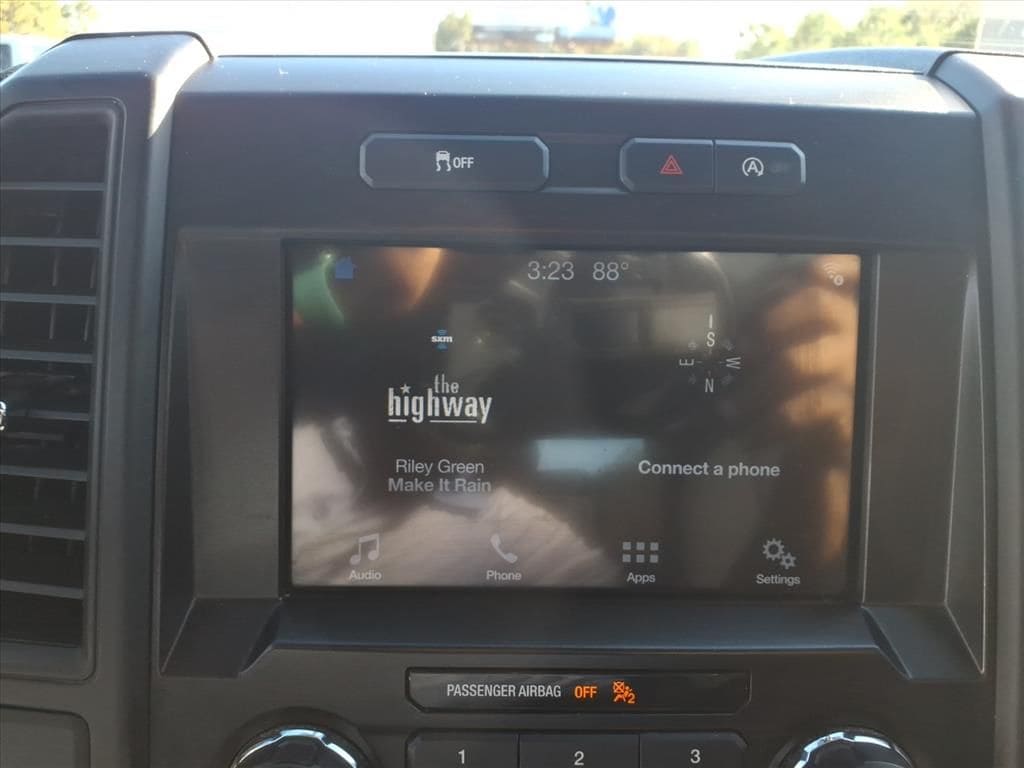 OFF
A
3:23 88°
sxm
S
E W
N
the
highway
Riley Green
Make It Rain
Connect a phone
Audio Phone Apps Settings
PASSENGER AIRBAG OFF 2
1 2 3